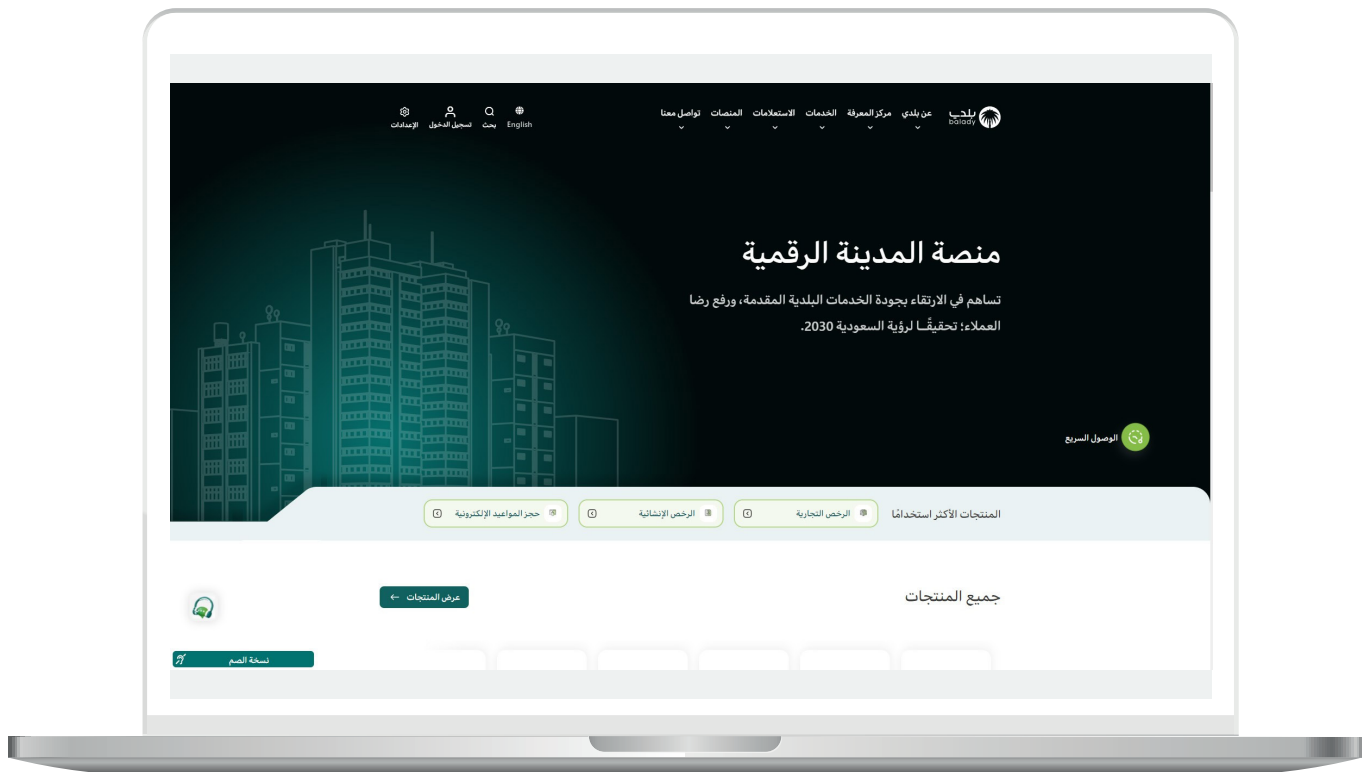 بلدي
balady
عن بلدي مركز المعرفة الخدمات الاستعلامات المنصات تواصل معنا
English بحث تسجيل الدخول الإعدادات
منصة المدينة الرقمية
تساهم في الارتقاء بجودة الخدمات البلدية المقدمة، ورفع رضا
العملاء؛ تحقيقًـا لرؤية السعودية 2030.
الوصول السريع
المنتجات الأكثر استخدامًا الرخص التجارية الرخص الإنشائية حجز المواعيد الإلكترونية
جميع المنتجات
عرض المنتجات
نسخة الصم